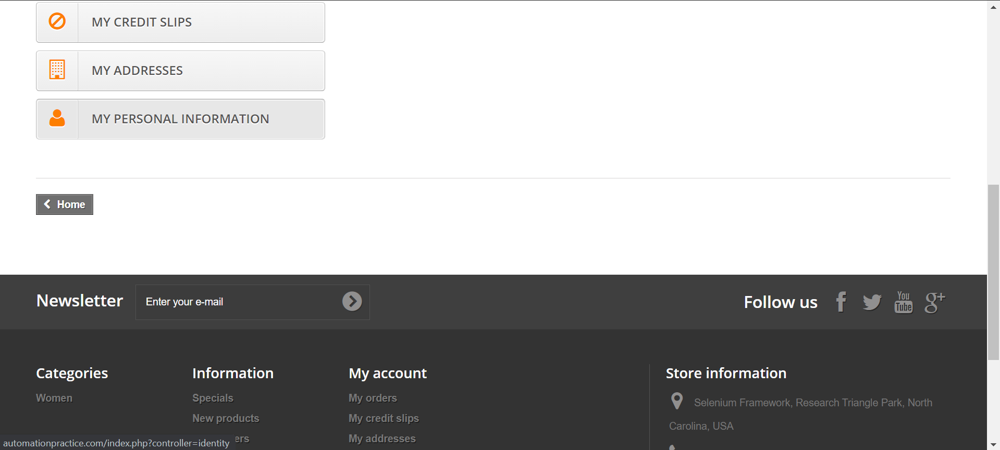 MY CREDIT SLIPS
MY ADDRESSES
MY PERSONAL INFORMATION
Home
Newsletter
Enter your e-mail
Follow us
You
Tube
g+
Categories
Women
Information
Specials
New products
ers
My account
My orders
My credit slips
My addresses
Store information
Selenium Framework, Research Triangle Park, North
Carolina, USA
automationpractice.com/index.php?controller=identity